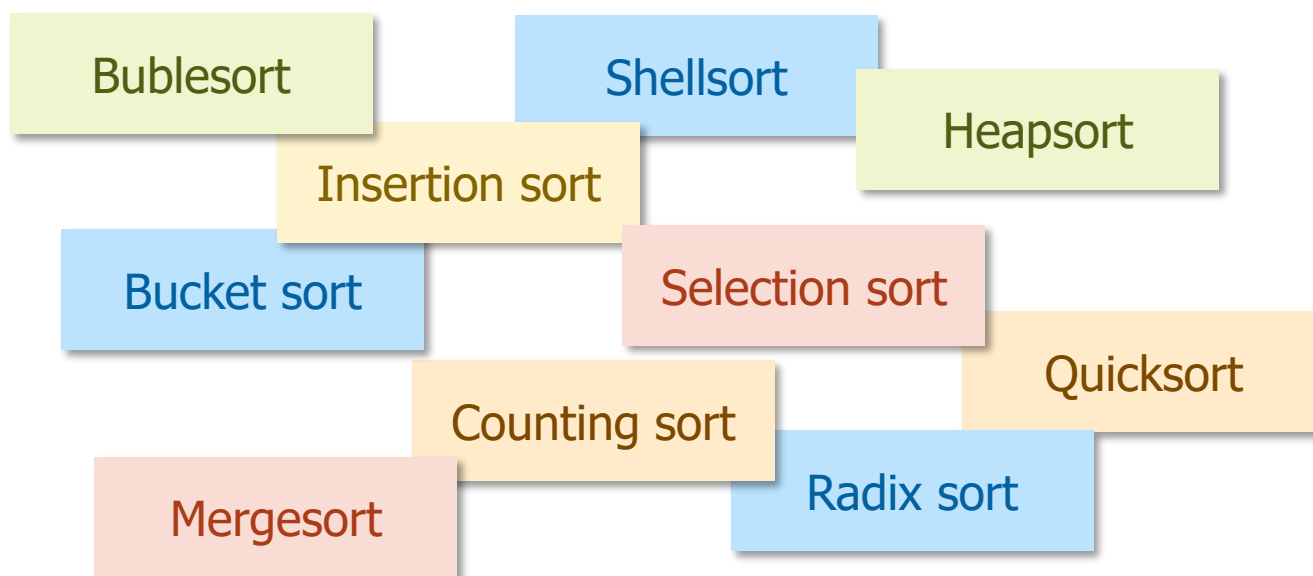 Bublesort
Shellsort
Heapsort
Insertion sort
Bucket sort
Selection sort
Quicksort
Counting sort
Radix sort
Mergesort